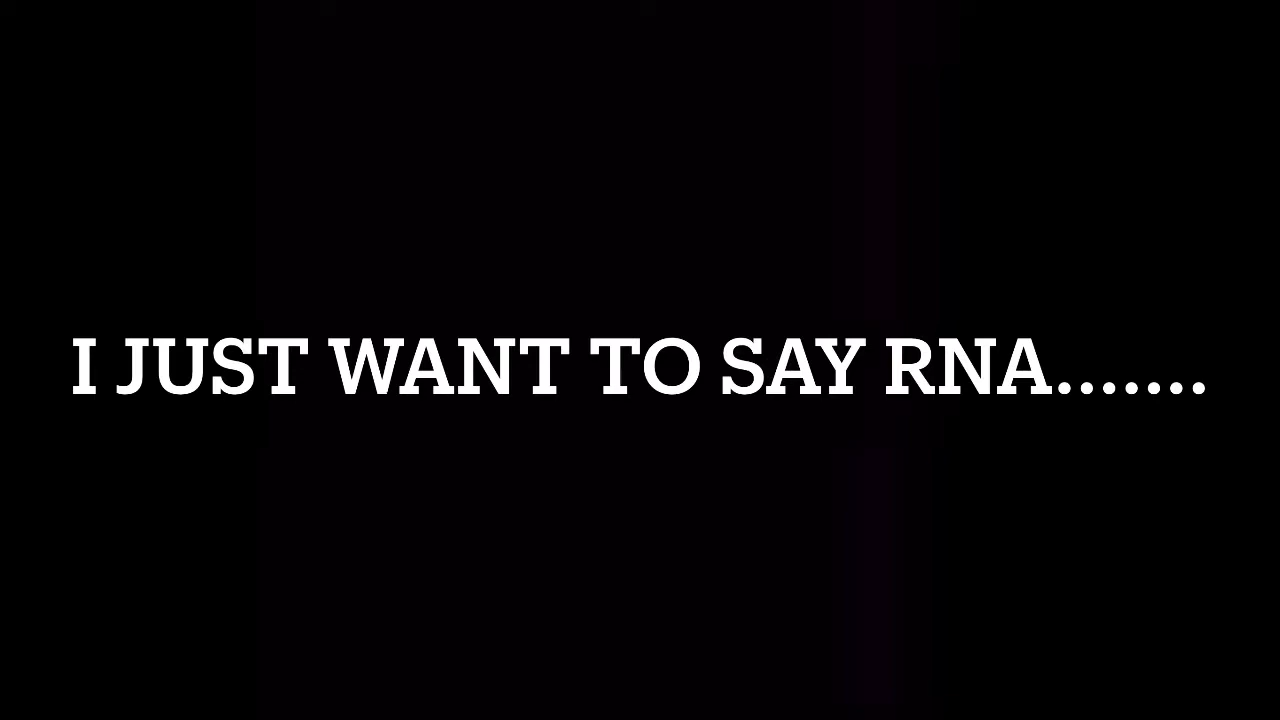 I JUST WANT TO SAY RNA.......